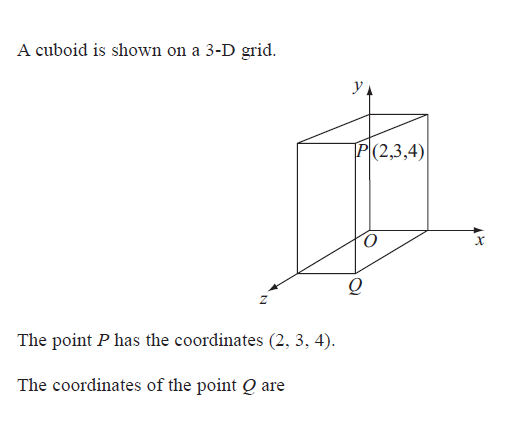 A cuboid is shown on a 3-D grid.
y
P(2,3,4)
O
x
Q
z
The point P has the coordinates (2, 3, 4).
The coordinates of the point Q are